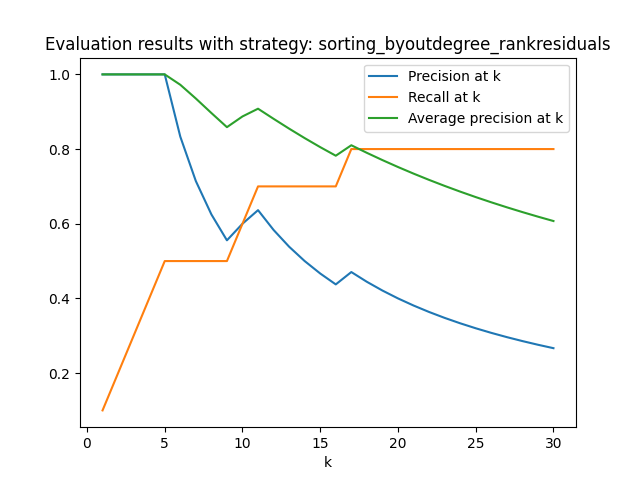 Evaluation results with strategy: sorting_byoutdegree_rankresiduals
1.0
0.8
0.6
0.4
0.2
Precision at k
Recall at k
Average precision at k
0 5 10 15 20 25 30
k